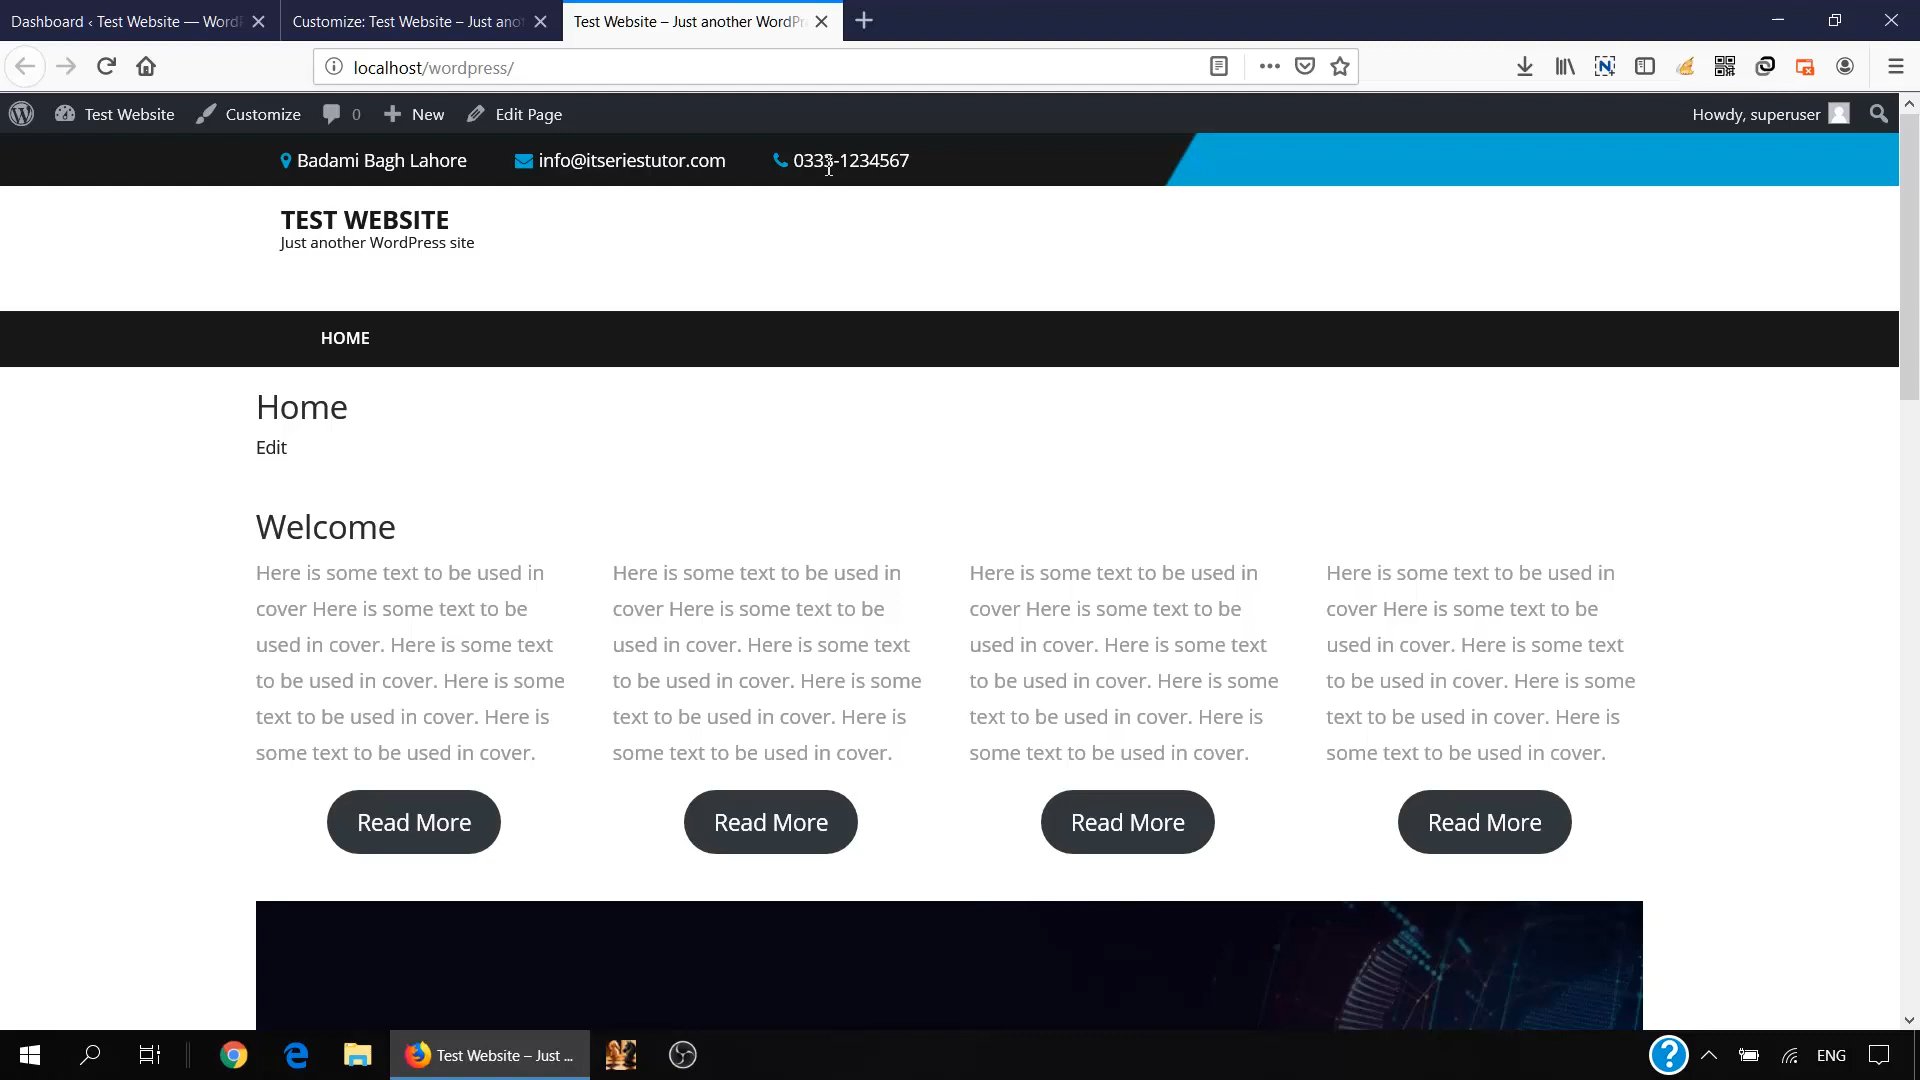 Dashboard ‹ Test Website — WordP
Customize: Test Website – Just ano
Test Website – Just another WordPr
localhost/wordpress/
Test Website
Customize
0
New
Edit Page
Howdy, superuser
Badami Bagh Lahore
info@itseriestutor.com
0333-1234567
TEST WEBSITE
Just another WordPress site
HOME
Home
Edit
Welcome
Here is some text to be used in
cover Here is some text to be
used in cover. Here is some text
to be used in cover. Here is some
text to be used in cover. Here is
some text to be used in cover.
Read More
Here is some text to be used in
cover Here is some text to be
used in cover. Here is some text
to be used in cover. Here is some
text to be used in cover. Here is
some text to be used in cover.
Read More
Here is some text to be used in
cover Here is some text to be
used in cover. Here is some text
to be used in cover. Here is some
text to be used in cover. Here is
some text to be used in cover.
Read More
Here is some text to be used in
cover Here is some text to be
used in cover. Here is some text
to be used in cover. Here is some
text to be used in cover. Here is
some text to be used in cover.
Read More
Test Website – Just ...
ENG